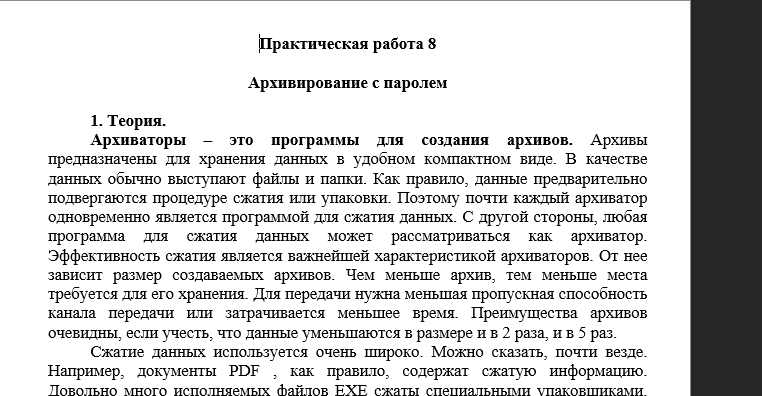 Практическая работа 8
Архивирование с паролем
1. Теория.
Архиваторы – это программы для создания архивов. Архивы
предназначены для хранения данных в удобном компактном виде. В качестве
данных обычно выступают файлы и папки. Как правило, данные предварительно
подвергаются процедуре сжатия или упаковки. Поэтому почти каждый архиватор
одновременно является программой для сжатия данных. С другой стороны, любая
программа для сжатия данных может рассматриваться как архиватор.
Эффективность сжатия является важнейшей характеристикой архиваторов. От нее
зависит размер создаваемых архивов. Чем меньше архив, тем меньше места
требуется для его хранения. Для передачи нужна меньшая пропускная способность
канала передачи или затрачивается меньшее время. Преимущества архивов
очевидны, если учесть, что данные уменьшаются в размере и в 2 раза, и в 5 раз.
Сжатие данных используется очень широко. Можно сказать, почти везде.
Например, документы PDF , как правило, содержат сжатую информацию.
Довольно много исполняемых файлов EXE сжаты специальными упаковщиками.